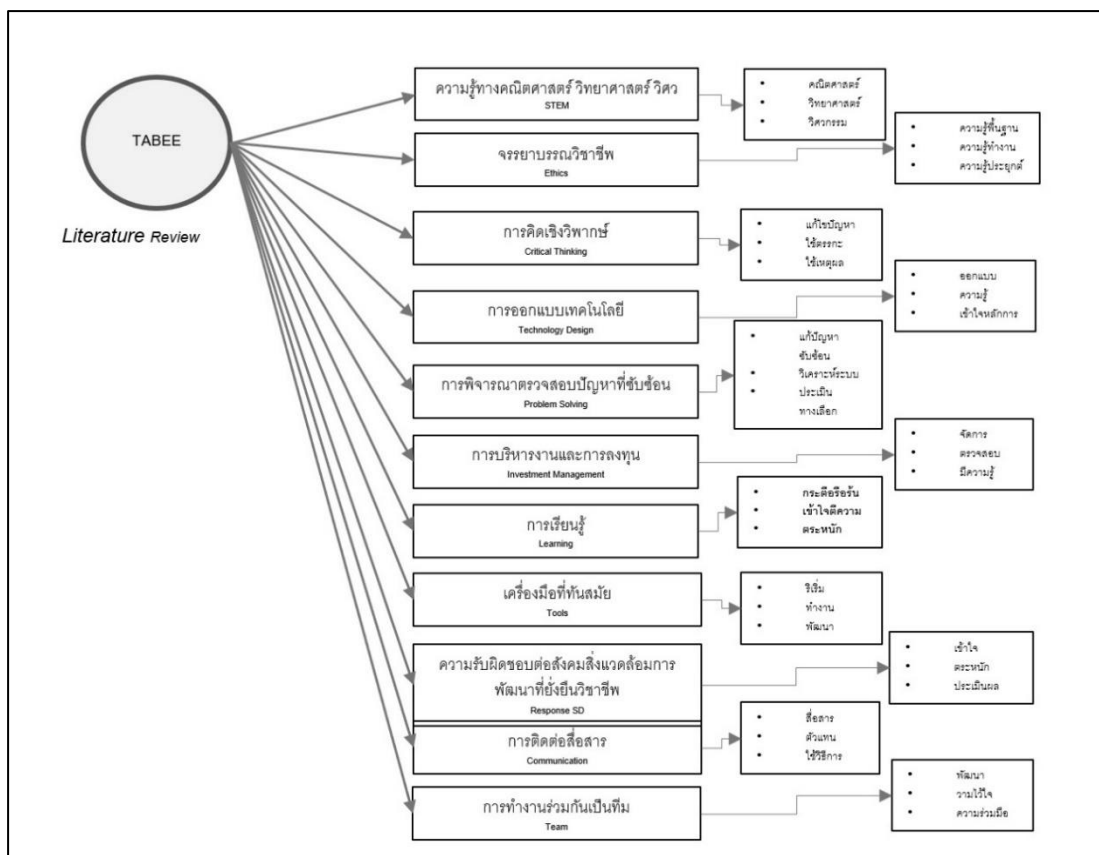 TABEE
Literature Review
ความรู้ทางคณิตศาสตร์ วิทยาศาสตร์ วิศว
STEM
• คณิตศาสตร์
• วิทยาศาสตร์
• วิศวกรรม
จรรยาบรรณวิชาชีพ
Ethics
• ความรู้พื้นฐาน
• ความรู้ทำงาน
• ความรู้ประยุกต์
การคิดเชิงวิพากษ์
Critical Thinking
• แก้ไขปัญหา
• ใช้ตรรกะ
• ใช้เหตุผล
การออกแบบเทคโนโลยี
Technology Design
• ออกแบบ
• ความรู้
• เข้าใจหลักการ
การพิจารณาตรวจสอบปัญหาที่ซับซ้อน
Problem Solving
• แก้ปัญหา
ซับซ้อน
• วิเคราะห์ระบบ
• ประเมิน
ทางเลือก
การบริหารงานและการลงทุน
Investment Management
• จัดการ
• ตรวจสอบ
• มีความรู้
การเรียนรู้
Learning
• กระตือรือร้น
• เข้าใจตีความ
• ตระหนัก
เครื่องมือที่ทันสมัย
Tools
• ริเริ่ม
• ทำงาน
• พัฒนา
ความรับผิดชอบต่อสังคมสิ่งแวดล้อมการ
พัฒนาที่ยั่งยืนวิชาชีพ
Response SD
• เข้าใจ
• ตระหนัก
• ประเมินผล
การติดต่อสื่อสาร
Communication
• สื่อสาร
• ตัวแทน
• ใช้วิธีการ
การทำงานร่วมกันเป็นทีม
Team
• พัฒนา
• วามไว้ใจ
• ความร่วมมือ